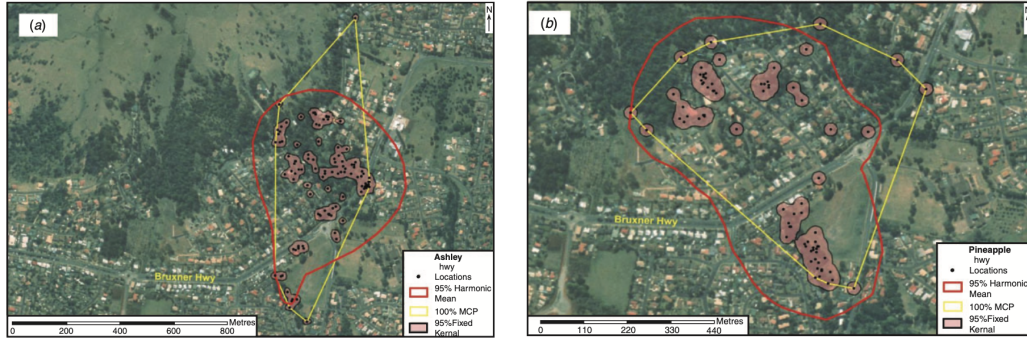 (a)
N
Bruxner Hwy
Ashley
hwy
Locations
95% Harmonic
Mean
100% MCP
95%Fixed
Kernal
Metres
0 200 400 600 800
(b)
N
Bruxner Hwy
Pineapple
hwy
Locations
95% Harmonic
Mean
100% MCP
95%Fixed
Kernal
Metres
0 110 220 330 440